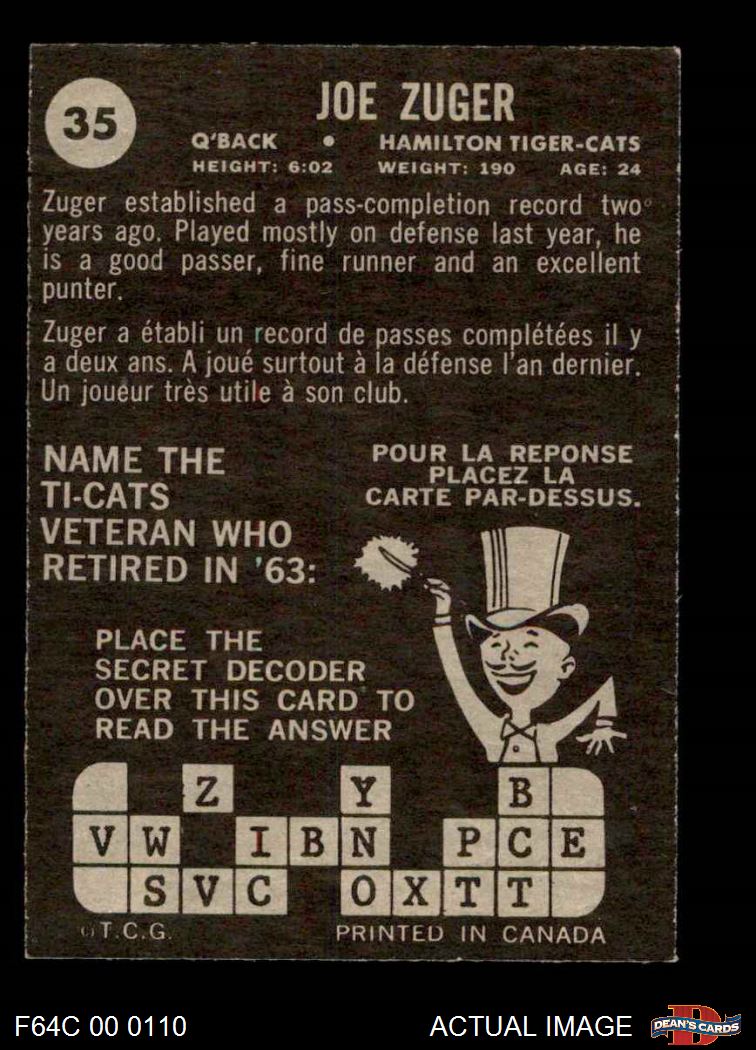 35
JOE ZUGER
Q'BACK • HAMILTON TIGER-CATS
HEIGHT: 6:02 WEIGHT: 190 AGE: 24
Zuger established a pass-completion record two
years ago. Played mostly on defense last year, he
is a good passer, fine runner and an excellent
punter.
Zuger a établi un record de passes complétées il y
a deux ans. A joué surtout à la défense l'an dernier.
Un joueur très utile à son club.
NAME THE
TI-CATS
VETERAN WHO
RETIRED IN '63:
POUR LA REPONSE
PLACEZ LA
CARTE PAR-DESSUS.
PLACE THE
SECRET DECODER
OVER THIS CARD TO
READ THE ANSWER
Z Y B
V W I B N P C E
S V C O X T T
©T.C.G. PRINTED IN CANADA
F64C 00 0110 ACTUAL IMAGE
D
DEAN'S CARDS